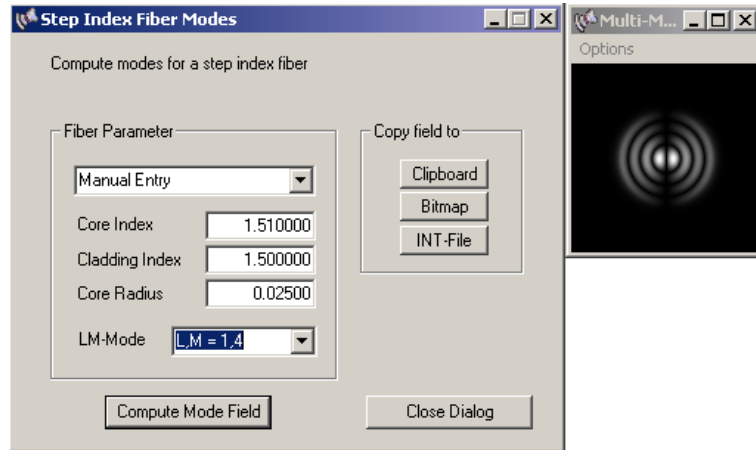 Step Index Fiber Modes
Multi-M...
Options
Compute modes for a step index fiber
Fiber Parameter
Manual Entry
Core Index 1.510000
Cladding Index 1.500000
Core Radius 0.02500
LM-Mode L,M = 1,4
Copy field to
Clipboard
Bitmap
INT-File
Compute Mode Field
Close Dialog